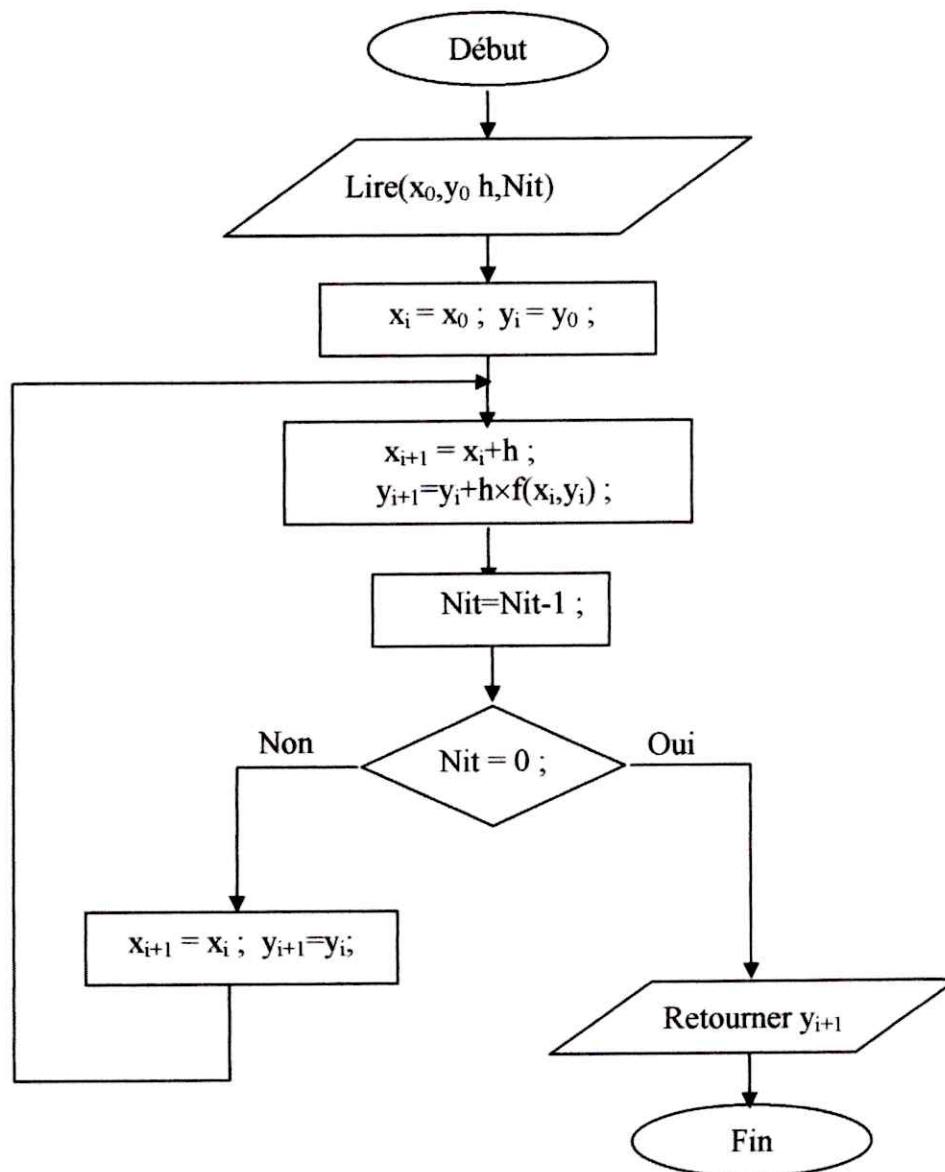 Début
Lire(x₀,y₀ h,Nit)
xᵢ = x₀ ; yᵢ = y₀ ;
xᵢ₊₁ = xᵢ+h ;
yᵢ₊₁=yᵢ+h×f(xᵢ,yᵢ) ;
Nit=Nit-1 ;
Nit = 0 ;
Non
Oui
xᵢ₊₁ = xᵢ ; yᵢ₊₁=yᵢ;
Retourner yᵢ₊₁
Fin